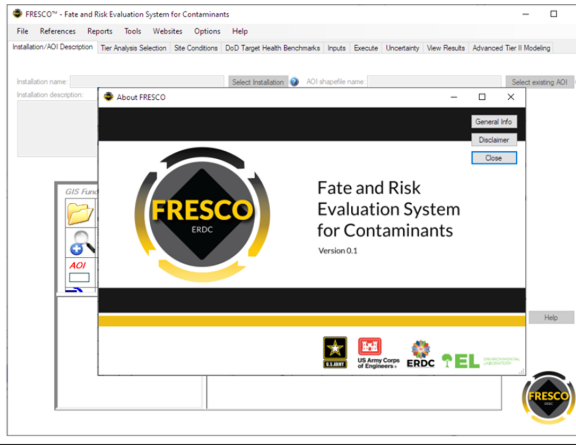 FRESCO™ - Fate and Risk Evaluation System for Contaminants
File References Reports Tools Websites Options Help
Installation/AOI Description Tier Analysis Selection Site Conditions DoD Target Health Benchmarks Inputs Execute Uncertainty View Results Advanced Tier II Modeling
Installation name: Select Installation AOI shapefile name: Select existing AOI
Installation description:
About FRESCO
General Info
Disclaimer
Close
FRESCO
ERDC
Fate and Risk
Evaluation System
for Contaminants
Version 0.1
GIS Fund
AOI
Help
U.S. ARMY
US Army Corps
of Engineers
ERDC
EL
ENVIRONMENTAL
LABORATORY
FRESCO
ERDC